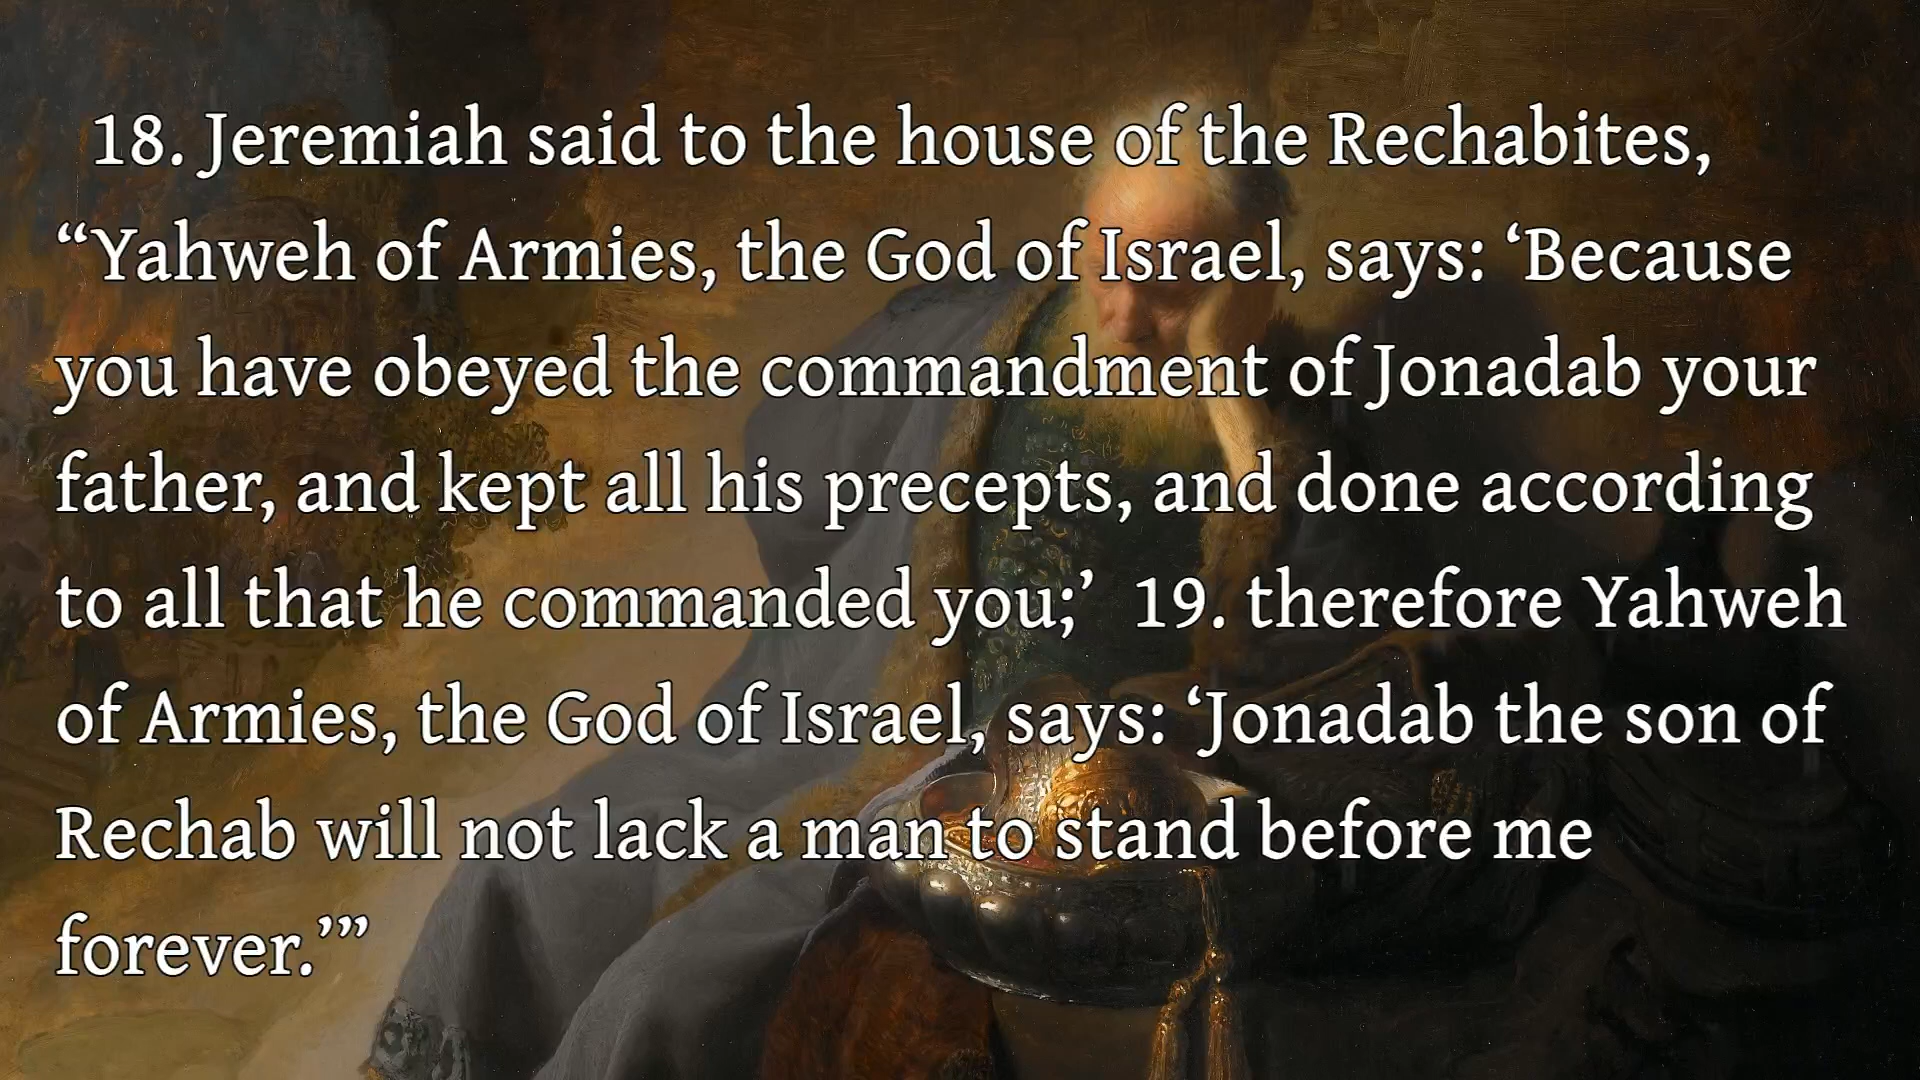 18. Jeremiah said to the house of the Rechabites,
“Yahweh of Armies, the God of Israel, says: ‘Because
you have obeyed the commandment of Jonadab your
father, and kept all his precepts, and done according
to all that he commanded you;’ 19. therefore Yahweh
of Armies, the God of Israel, says: ‘Jonadab the son of
Rechab will not lack a man to stand before me
forever.’”